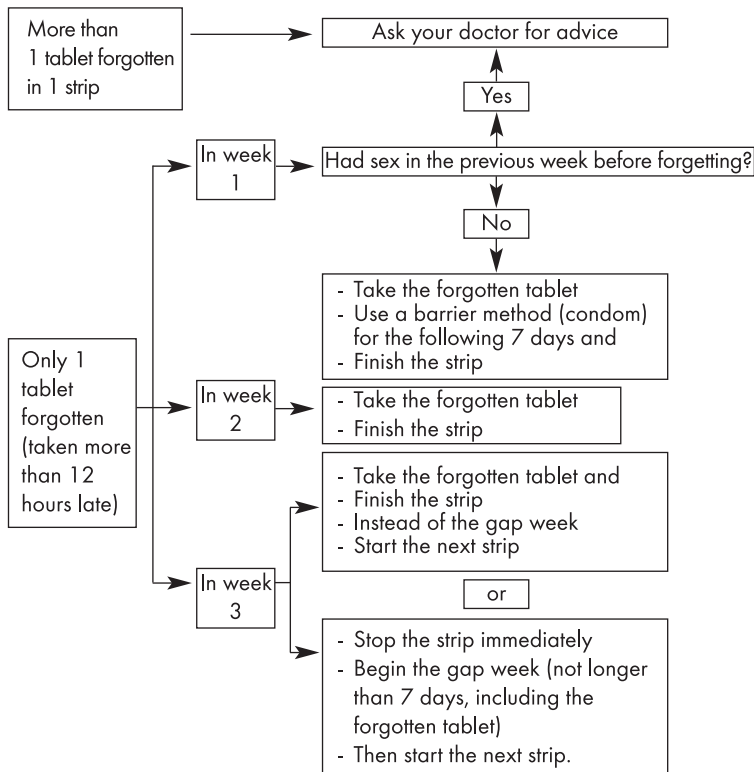 More than
1 tablet forgotten
in 1 strip
Ask your doctor for advice
Yes
In week
1
Had sex in the previous week before forgetting?
No
- Take the forgotten tablet
- Use a barrier method (condom)
for the following 7 days and
- Finish the strip
Only 1
tablet
forgotten
(taken more
than 12
hours late)
In week
2
- Take the forgotten tablet
- Finish the strip
In week
3
- Take the forgotten tablet and
- Finish the strip
- Instead of the gap week
- Start the next strip
or
- Stop the strip immediately
- Begin the gap week (not longer
than 7 days, including the
forgotten tablet)
- Then start the next strip.